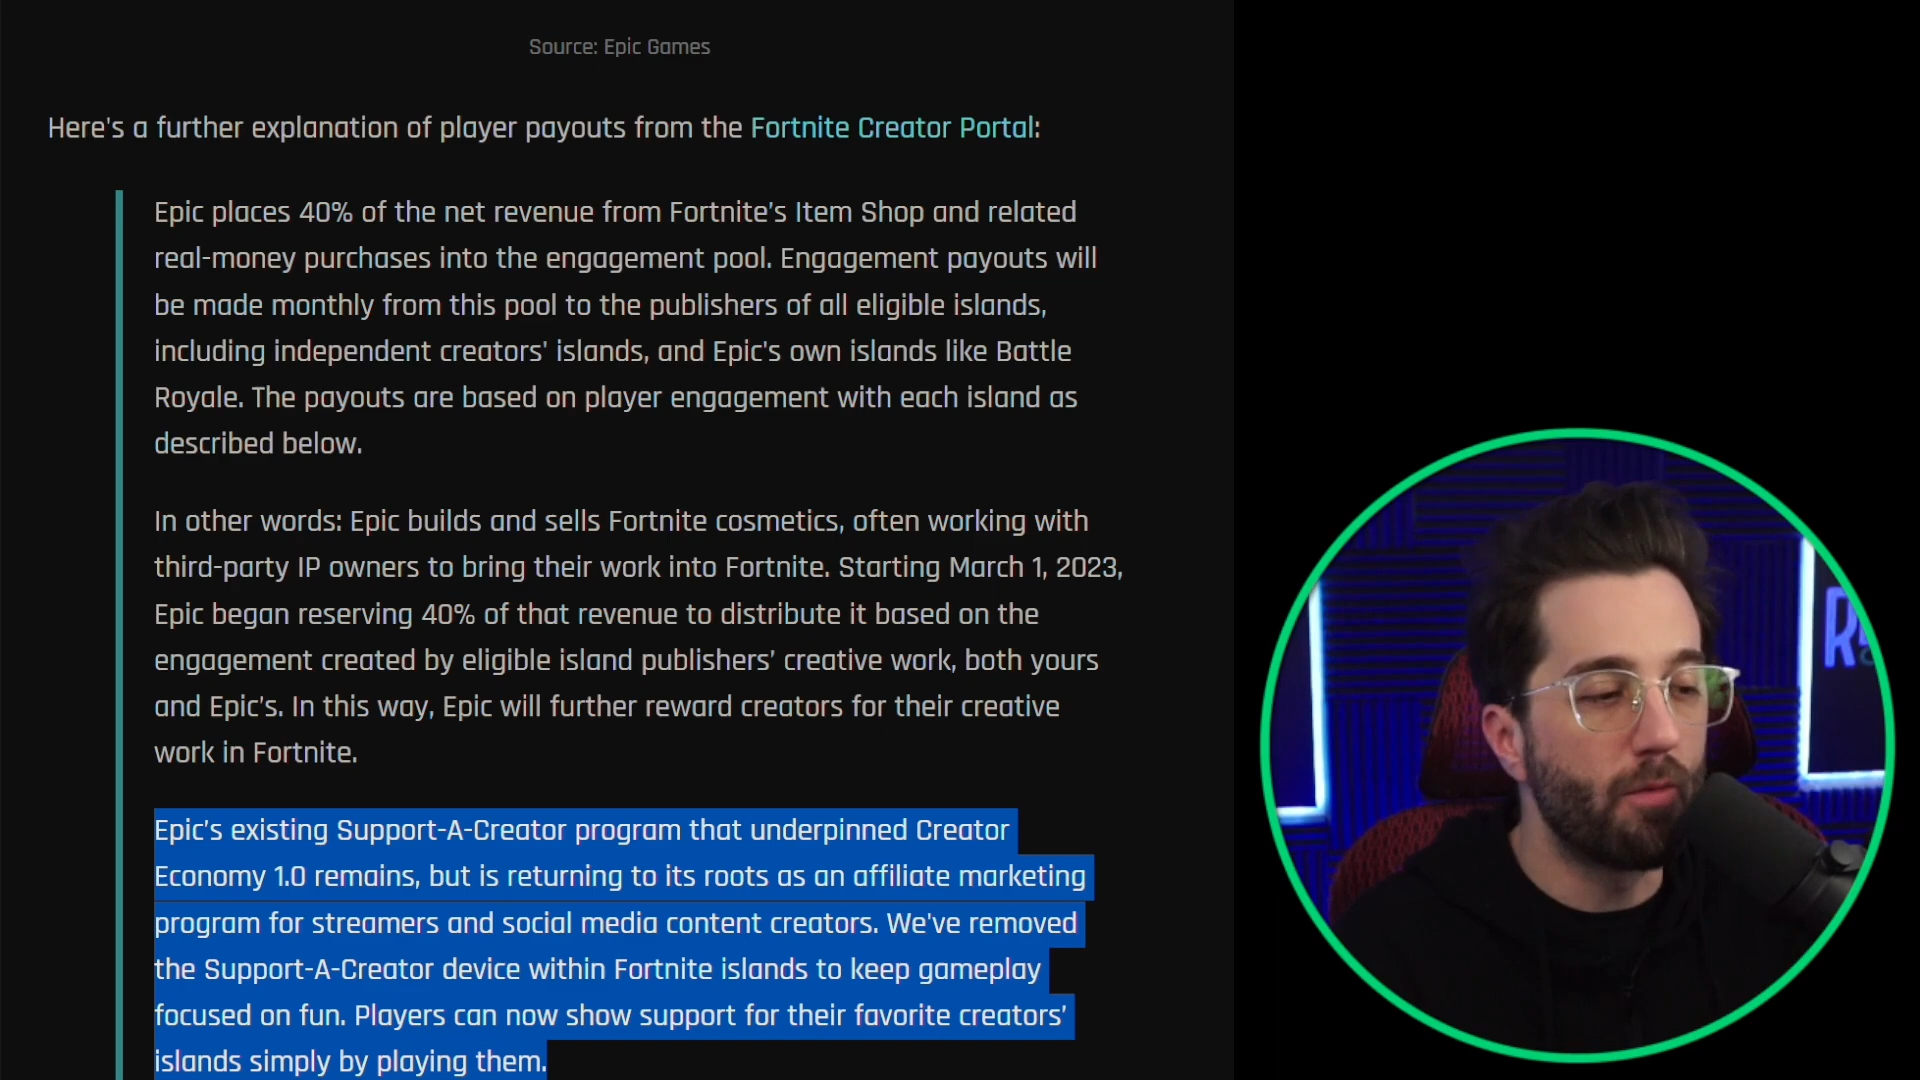 Source: Epic Games
Here's a further explanation of player payouts from the Fortnite Creator Portal:
Epic places 40% of the net revenue from Fortnite's Item Shop and related
real-money purchases into the engagement pool. Engagement payouts will
be made monthly from this pool to the publishers of all eligible islands,
including independent creators' islands, and Epic's own islands like Battle
Royale. The payouts are based on player engagement with each island as
described below.
In other words: Epic builds and sells Fortnite cosmetics, often working with
third-party IP owners to bring their work into Fortnite. Starting March 1, 2023,
Epic began reserving 40% of that revenue to distribute it based on the
engagement created by eligible island publishers’ creative work, both yours
and Epic’s. In this way, Epic will further reward creators for their creative
work in Fortnite.
Epic’s existing Support-A-Creator program that underpinned Creator
Economy 1.0 remains, but is returning to its roots as an affiliate marketing
program for streamers and social media content creators. We've removed
the Support-A-Creator device within Fortnite islands to keep gameplay
focused on fun. Players can now show support for their favorite creators’
islands simply by playing them.